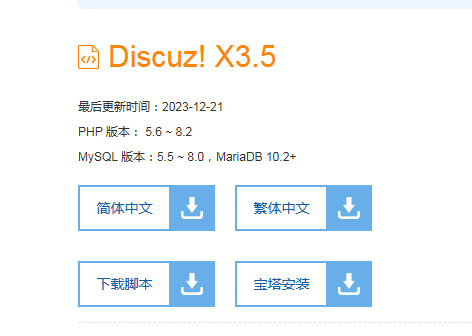 Discuz! X3.5
最后更新时间：2023-12-21
PHP 版本： 5.6 ~ 8.2
MySQL 版本：5.5 ~ 8.0，MariaDB 10.2+
简体中文 繁体中文
下载脚本 宝塔安装